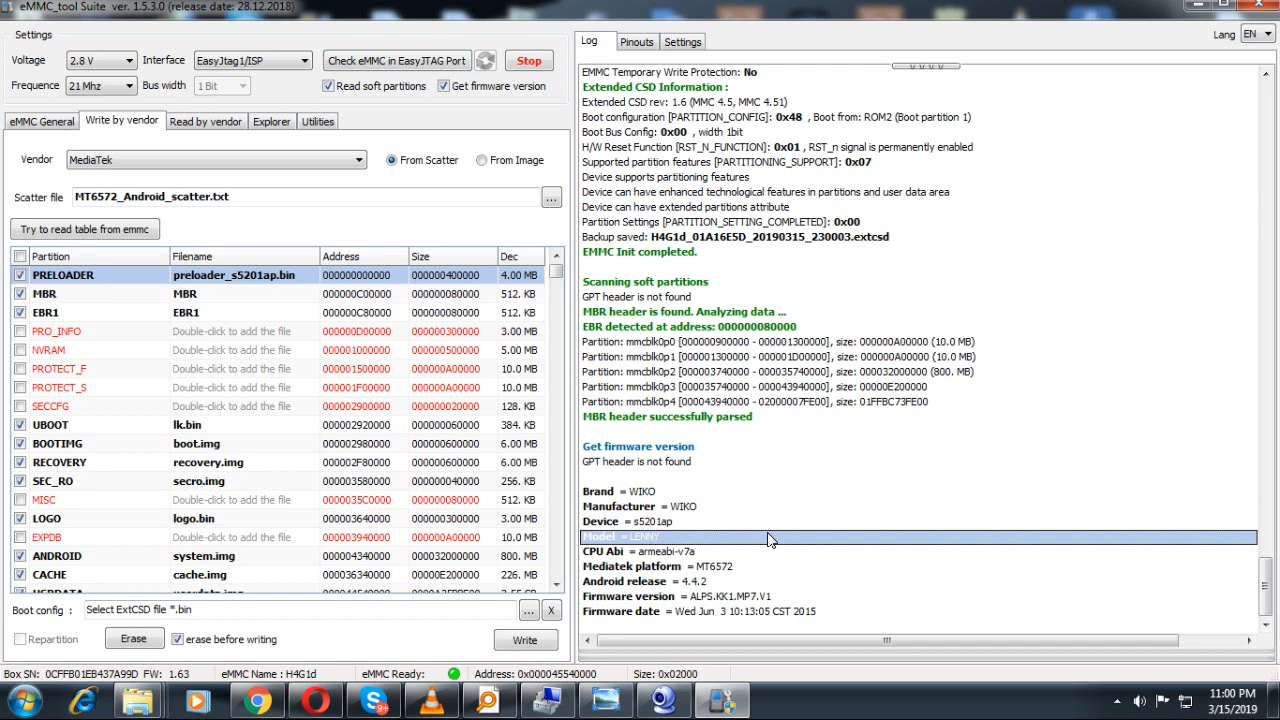 eMMC_tool Suite ver. 1.5.3.0 (release date: 28.12.2018)
Settings
Voltage 2.8 V Interface EasyJtag1/ISP Check eMMC in EasyJTAG Port Stop
Frequence 21 Mhz Bus width 1 Bit Read soft partitions Get firmware version
eMMC General Write by vendor Read by vendor Explorer Utilities
Vendor MediaTek From Scatter From Image
Scatter file MT6572_Android_scatter.txt ...
Try to read table from emmc
Partition Filename Address Size Dec
PRELOADER preloader_s5201ap.bin 000000000000 000000400000 4.00 MB
MBR MBR 000000C00000 000000080000 512. KB
EBR1 EBR1 000000C80000 000000080000 512. KB
PRO_INFO Double-click to add the file 000000D00000 000000300000 3.00 MB
NVRAM Double-click to add the file 000001000000 000000500000 5.00 MB
PROTECT_F Double-click to add the file 000001500000 000000A00000 10.0 MB
PROTECT_S Double-click to add the file 000001F00000 000000A00000 10.0 MB
SECCFG Double-click to add the file 000002900000 000000020000 128. KB
UBOOT lk.bin 000002920000 000000060000 384. KB
BOOTIMG boot.img 000002980000 000000600000 6.00 MB
RECOVERY recovery.img 000002F80000 000000600000 6.00 MB
SEC_RO secro.img 000003580000 000000040000 256. KB
MISC Double-click to add the file 0000035C0000 000000080000 512. KB
LOGO logo.bin 000003640000 000000300000 3.00 MB
EXPDB Double-click to add the file 000003940000 000000A00000 10.0 MB
ANDROID system.img 000004340000 000032000000 800. MB
CACHE cache.img 000036340000 00000E200000 226. MB
Boot config : Select ExtCSD file *.bin ... X
Repartition Erase erase before writing Write
Log Pinouts Settings Lang EN
EMMC Temporary Write Protection: No
Extended CSD Information :
Extended CSD rev: 1.6 (MMC 4.5, MMC 4.51)
Boot configuration [PARTITION_CONFIG]: 0x48 , Boot from: ROM2 (Boot partition 1)
Boot Bus Config: 0x00 , width 1bit
H/W Reset Function [RST_N_FUNCTION]: 0x01 , RST_n signal is permanently enabled
Supported partition features [PARTITIONING_SUPPORT]: 0x07
Device supports partitioning features
Device can have enhanced technological features in partitions and user data area
Device can have extended partitions attribute
Partition Settings [PARTITION_SETTING_COMPLETED]: 0x00
Backup saved: H4G1d_01A16E5D_20190315_230003.extcsd
EMMC Init completed.
Scanning soft partitions
GPT header is not found
MBR header is found. Analyzing data ...
EBR detected at address: 000000080000
Partition: mmcblk0p0 [000000900000 - 000001300000], size: 000000A00000 (10.0 MB)
Partition: mmcblk0p1 [000001300000 - 000001D00000], size: 000000A00000 (10.0 MB)
Partition: mmcblk0p2 [000003740000 - 000035740000], size: 000032000000 (800. MB)
Partition: mmcblk0p3 [000035740000 - 000043940000], size: 00000E200000
Partition: mmcblk0p4 [000043940000 - 02000007FE00], size: 01FFBC73FE00
MBR header successfully parsed
Get firmware version
GPT header is not found
Brand = WIKO
Manufacturer = WIKO
Device = s5201ap
Model = LENNY
CPU Abi = armeabi-v7a
Mediatek platform = MT6572
Android release = 4.4.2
Firmware version = ALPS.KK1.MP7.V1
Firmware date = Wed Jun 3 10:13:05 CST 2015
Box SN: 0CFFB01EB437A99D FW: 1.63 eMMC Name : H4G1d eMMC Ready: Address: 0x000045540000 Size: 0x02000
9+
11:00 PM
3/15/2019